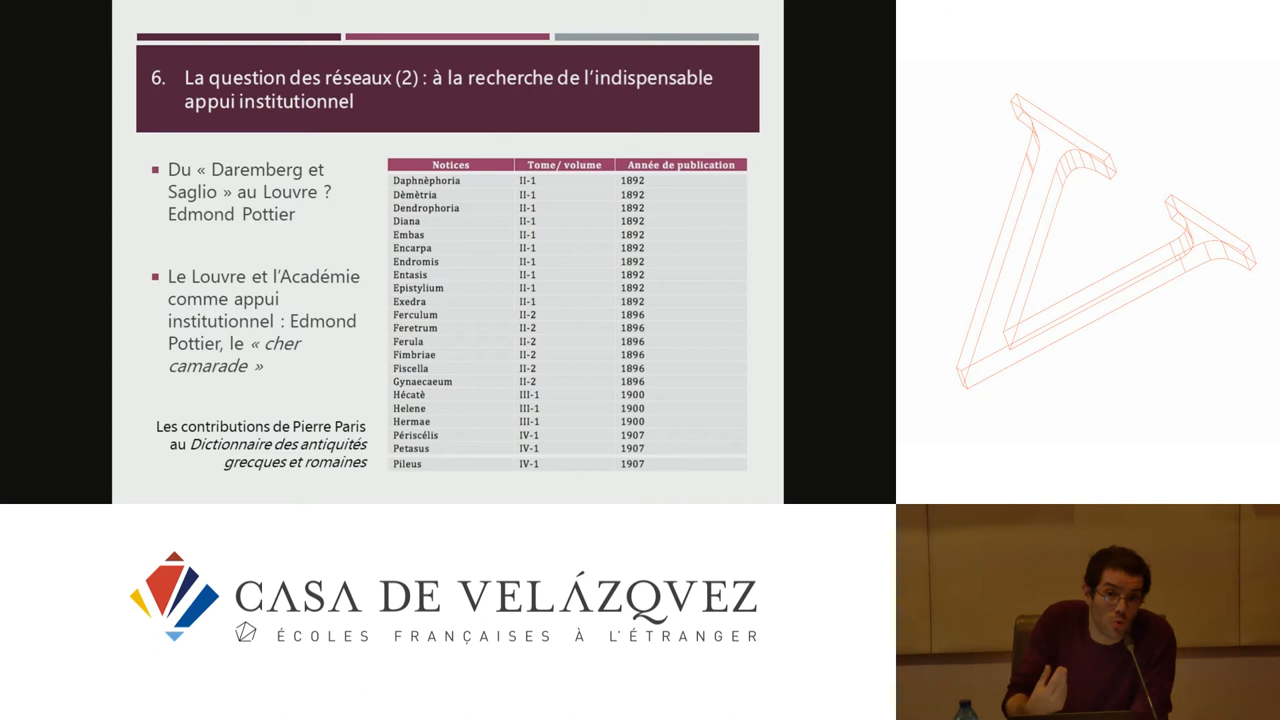 6. La question des réseaux (2) : à la recherche de l'indispensable
appui institutionnel
▪ Du « Daremberg et
Saglio » au Louvre ?
Edmond Pottier
▪ Le Louvre et l'Académie
comme appui
institutionnel : Edmond
Pottier, le « cher
camarade »
Les contributions de Pierre Paris
au Dictionnaire des antiquités
grecques et romaines
Notices Tome/ volume Année de publication
Daphnèphoria II-1 1892
Dèmètria II-1 1892
Dendrophoria II-1 1892
Diana II-1 1892
Embas II-1 1892
Encarpa II-1 1892
Endromis II-1 1892
Entasis II-1 1892
Epistylium II-1 1892
Exedra II-1 1892
Ferculum II-2 1896
Feretrum II-2 1896
Ferula II-2 1896
Fimbriae II-2 1896
Fiscella II-2 1896
Gynaecaeum II-2 1896
Hécatè III-1 1900
Helene III-1 1900
Hermae III-1 1900
Périscélis IV-1 1907
Petasus IV-1 1907
Pileus IV-1 1907
CASA DE VELÁZQVEZ
ÉCOLES FRANÇAISES À L'ÉTRANGER